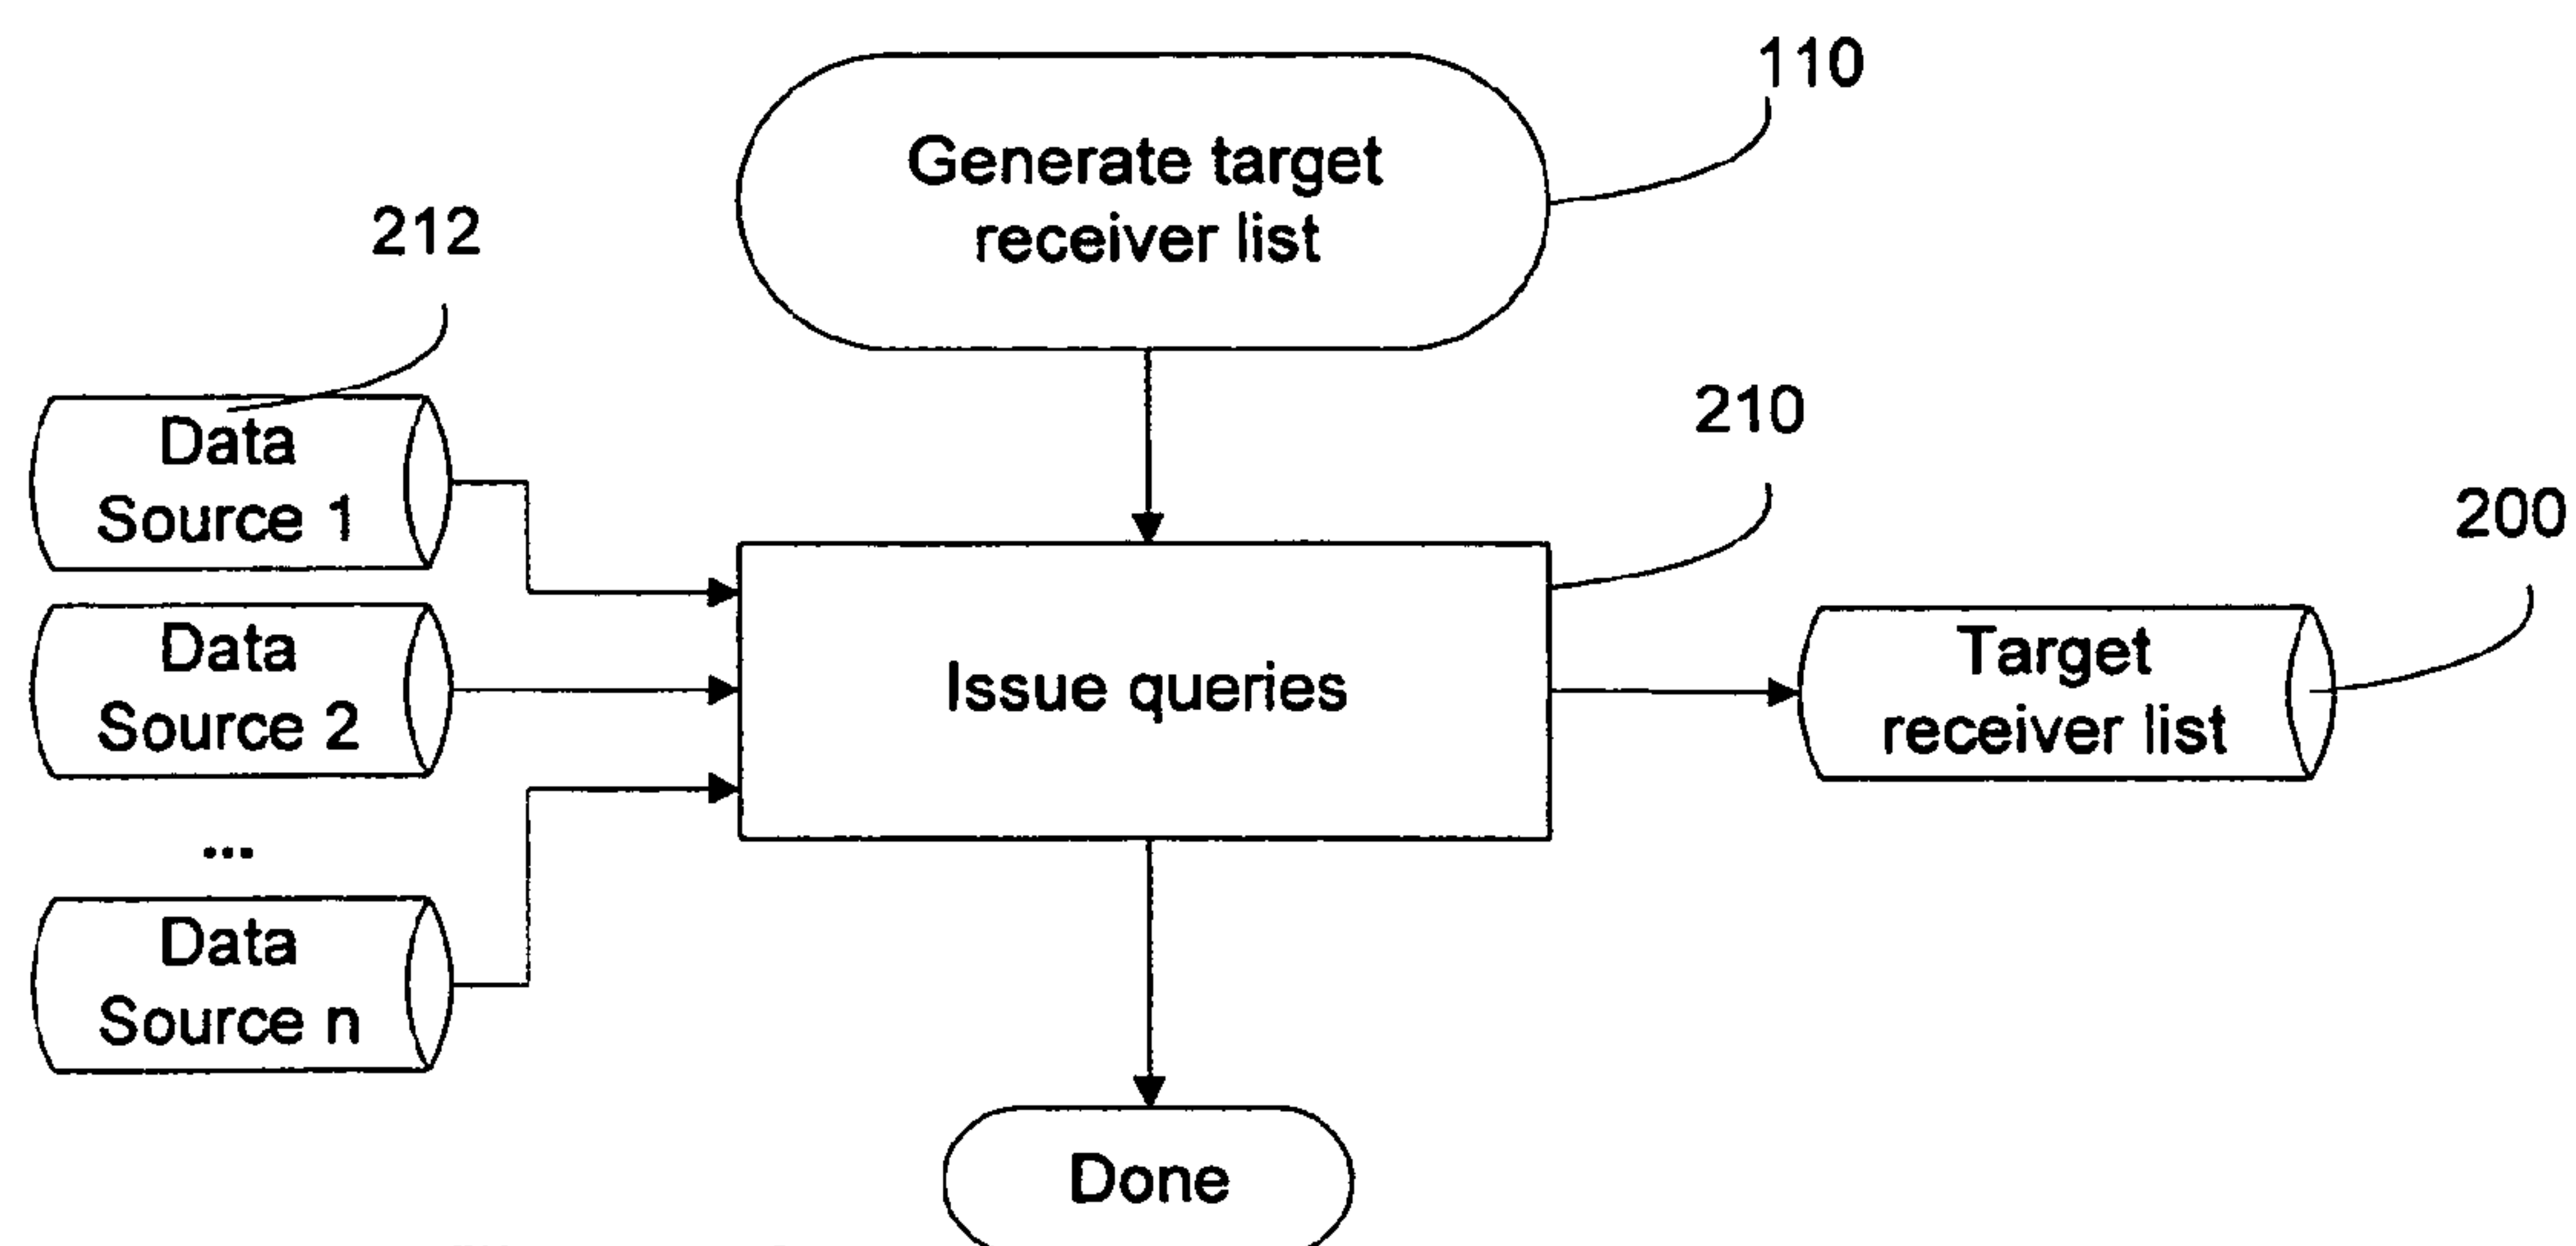 110
Generate target
receiver list
212
210
Data
Source 1
200
Data
Source 2
Issue queries
Target
receiver list
...
Data
Source n
Done